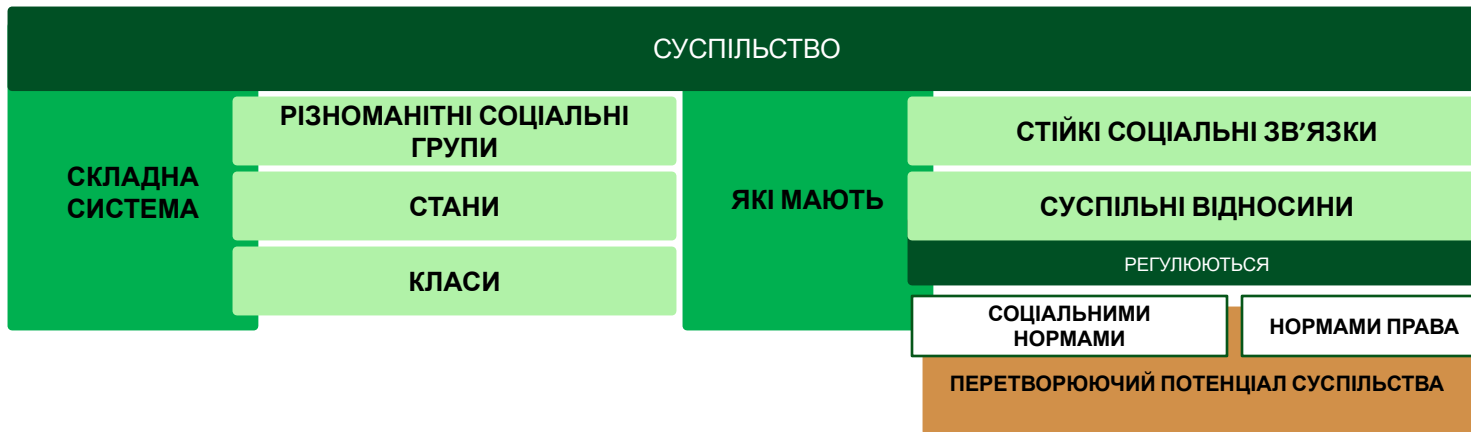 СУСПІЛЬСТВО
СКЛАДНА
СИСТЕМА
РІЗНОМАНІТНІ СОЦІАЛЬНІ
ГРУПИ
СТАНИ
КЛАСИ
ЯКІ МАЮТЬ
СТІЙКІ СОЦІАЛЬНІ ЗВ’ЯЗКИ
СУСПІЛЬНІ ВІДНОСИНИ
РЕГУЛЮЮТЬСЯ
СОЦІАЛЬНИМИ
НОРМАМИ
НОРМАМИ ПРАВА
ПЕРЕТВОРЮЮЧИЙ ПОТЕНЦІАЛ СУСПІЛЬСТВА